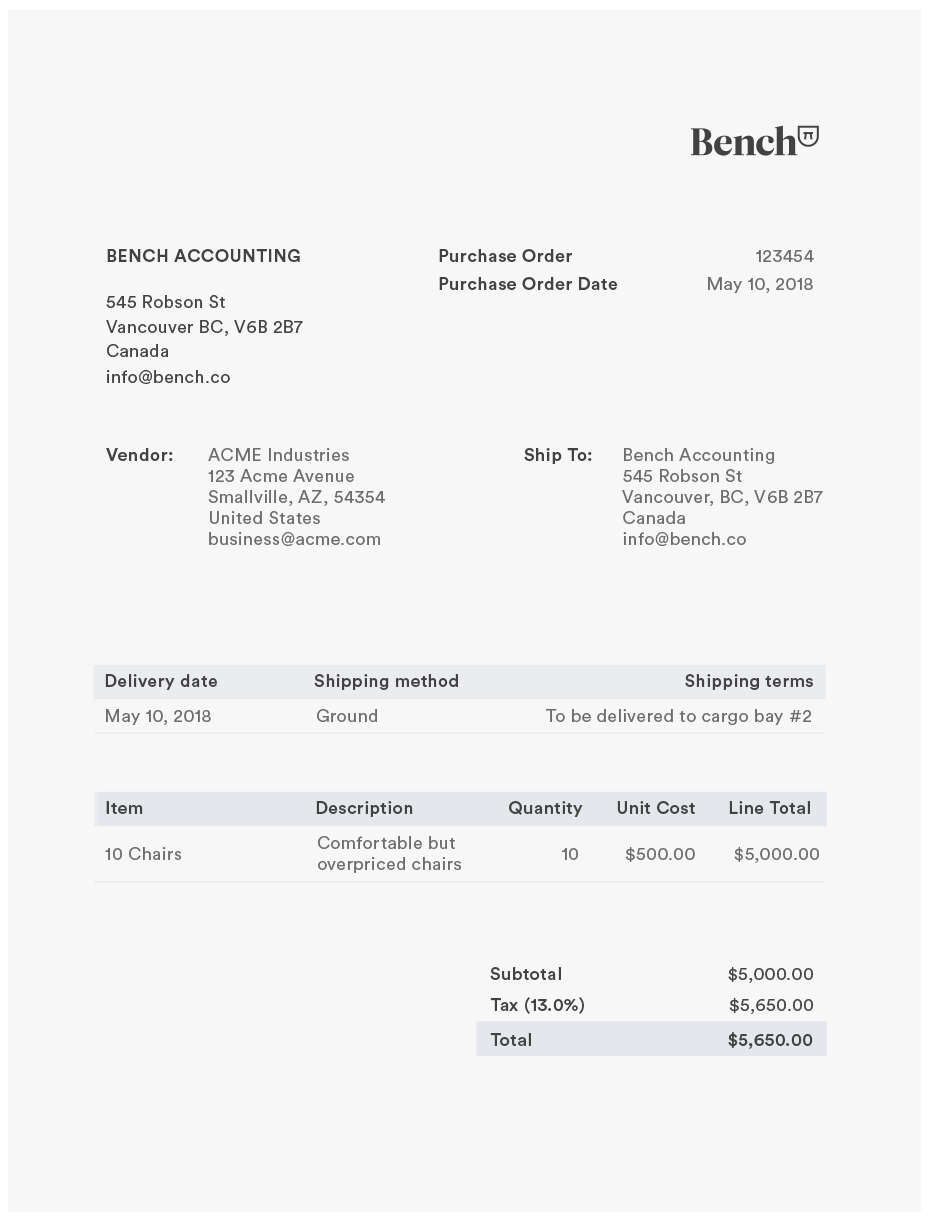 Bench
BENCH ACCOUNTING
Purchase Order 123454
Purchase Order Date May 10, 2018
545 Robson St
Vancouver BC, V6B 2B7
Canada
info@bench.co
Vendor: ACME Industries
123 Acme Avenue
Smallville, AZ, 54354
United States
business@acme.com
Ship To: Bench Accounting
545 Robson St
Vancouver, BC, V6B 2B7
Canada
info@bench.co
Delivery date Shipping method Shipping terms
May 10, 2018 Ground To be delivered to cargo bay #2
Item Description Quantity Unit Cost Line Total
10 Chairs Comfortable but
overpriced chairs 10 $500.00 $5,000.00
Subtotal $5,000.00
Tax (13.0%) $5,650.00
Total $5,650.00